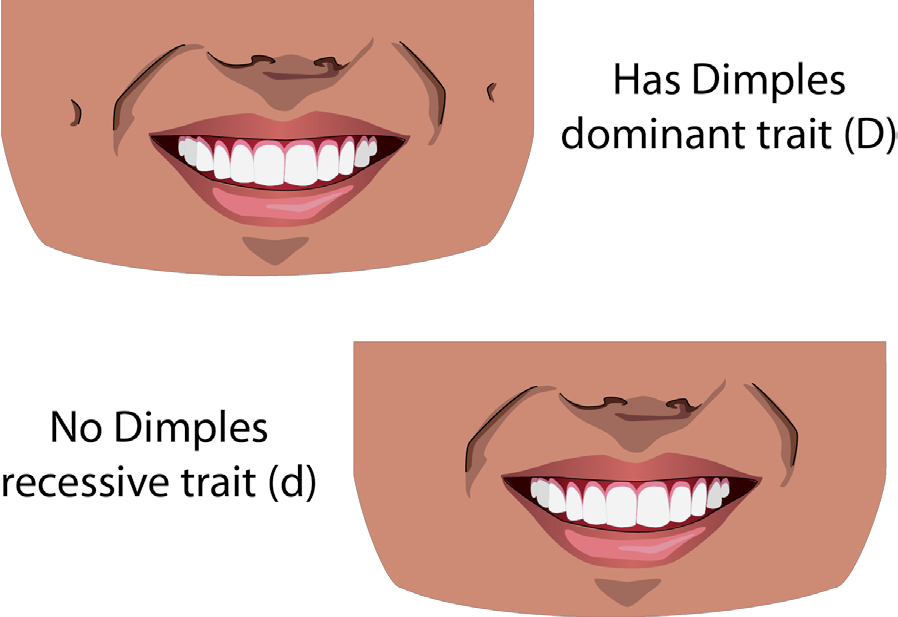 Has Dimples
dominant trait (D)
No Dimples
recessive trait (d)